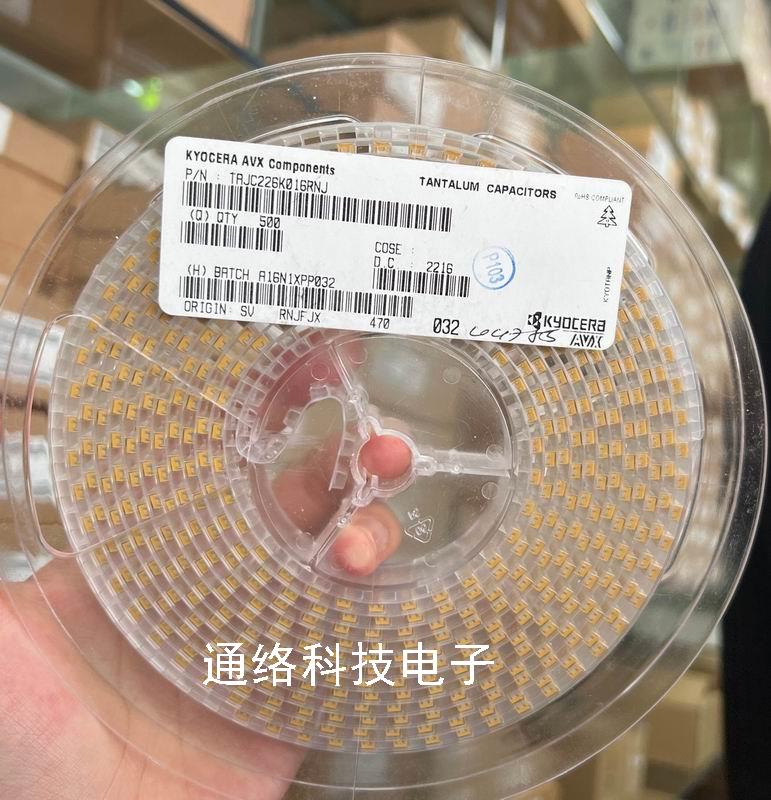 KYOCERA AVX Components
P/N : TAJC226K016RNJ
TANTALUM CAPACITORS
RoHS COMPLIANT
(Q) QTY 500
COSE :
D C : 2216
P103
(H) BATCH A16N1XPP032
KYOTANP
ORIGIN: SV RNJFJX 470 032
KYOCERA
AVX
通络科技电子